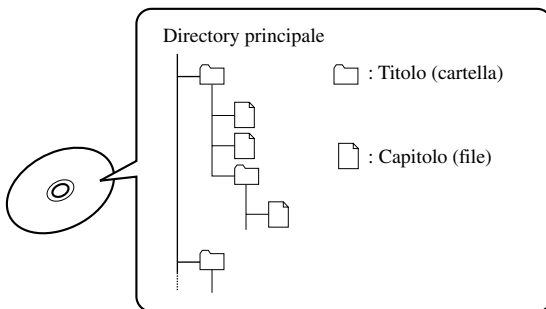 Directory principale
: Titolo (cartella)
: Capitolo (file)